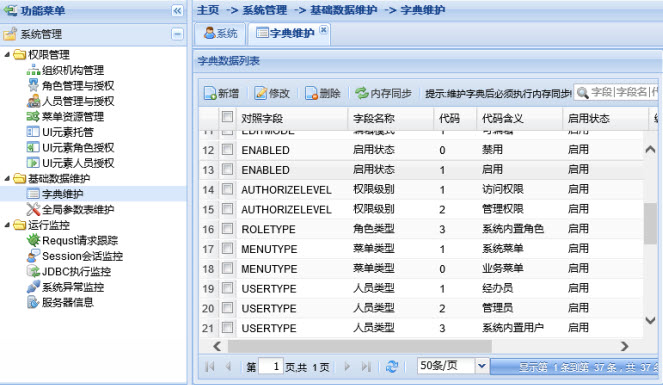 功能菜单
系统管理
权限管理
组织机构管理
角色管理与授权
人员管理与授权
菜单资源管理
UI元素托管
UI元素角色授权
UI元素人员授权
基础数据维护
字典维护
全局参数表维护
运行监控
Requst请求跟踪
Session会话监控
JDBC执行监控
系统异常监控
服务器信息
主页 -> 系统管理 -> 基础数据维护 -> 字典维护
系统 字典维护
字典数据列表
新增 修改 删除 内存同步 提示:维护字典后必须执行内存同步 字段|字段名|
对照字段 字段名称 代码 代码含义 启用状态
11 EDITMODE 编辑模式 1 可编辑 启用
12 ENABLED 启用状态 0 禁用 启用
13 ENABLED 启用状态 1 启用 启用
14 AUTHORIZELEVEL 权限级别 1 访问权限 启用
15 AUTHORIZELEVEL 权限级别 2 管理权限 启用
16 ROLETYPE 角色类型 3 系统内置角色 启用
17 MENUTYPE 菜单类型 1 系统菜单 启用
18 MENUTYPE 菜单类型 0 业务菜单 启用
19 USERTYPE 人员类型 1 经办员 启用
20 USERTYPE 人员类型 2 管理员 启用
21 USERTYPE 人员类型 3 系统内置用户 启用
第 1 页,共 1页 50条/页 显示第 1条到第 37条，共 37